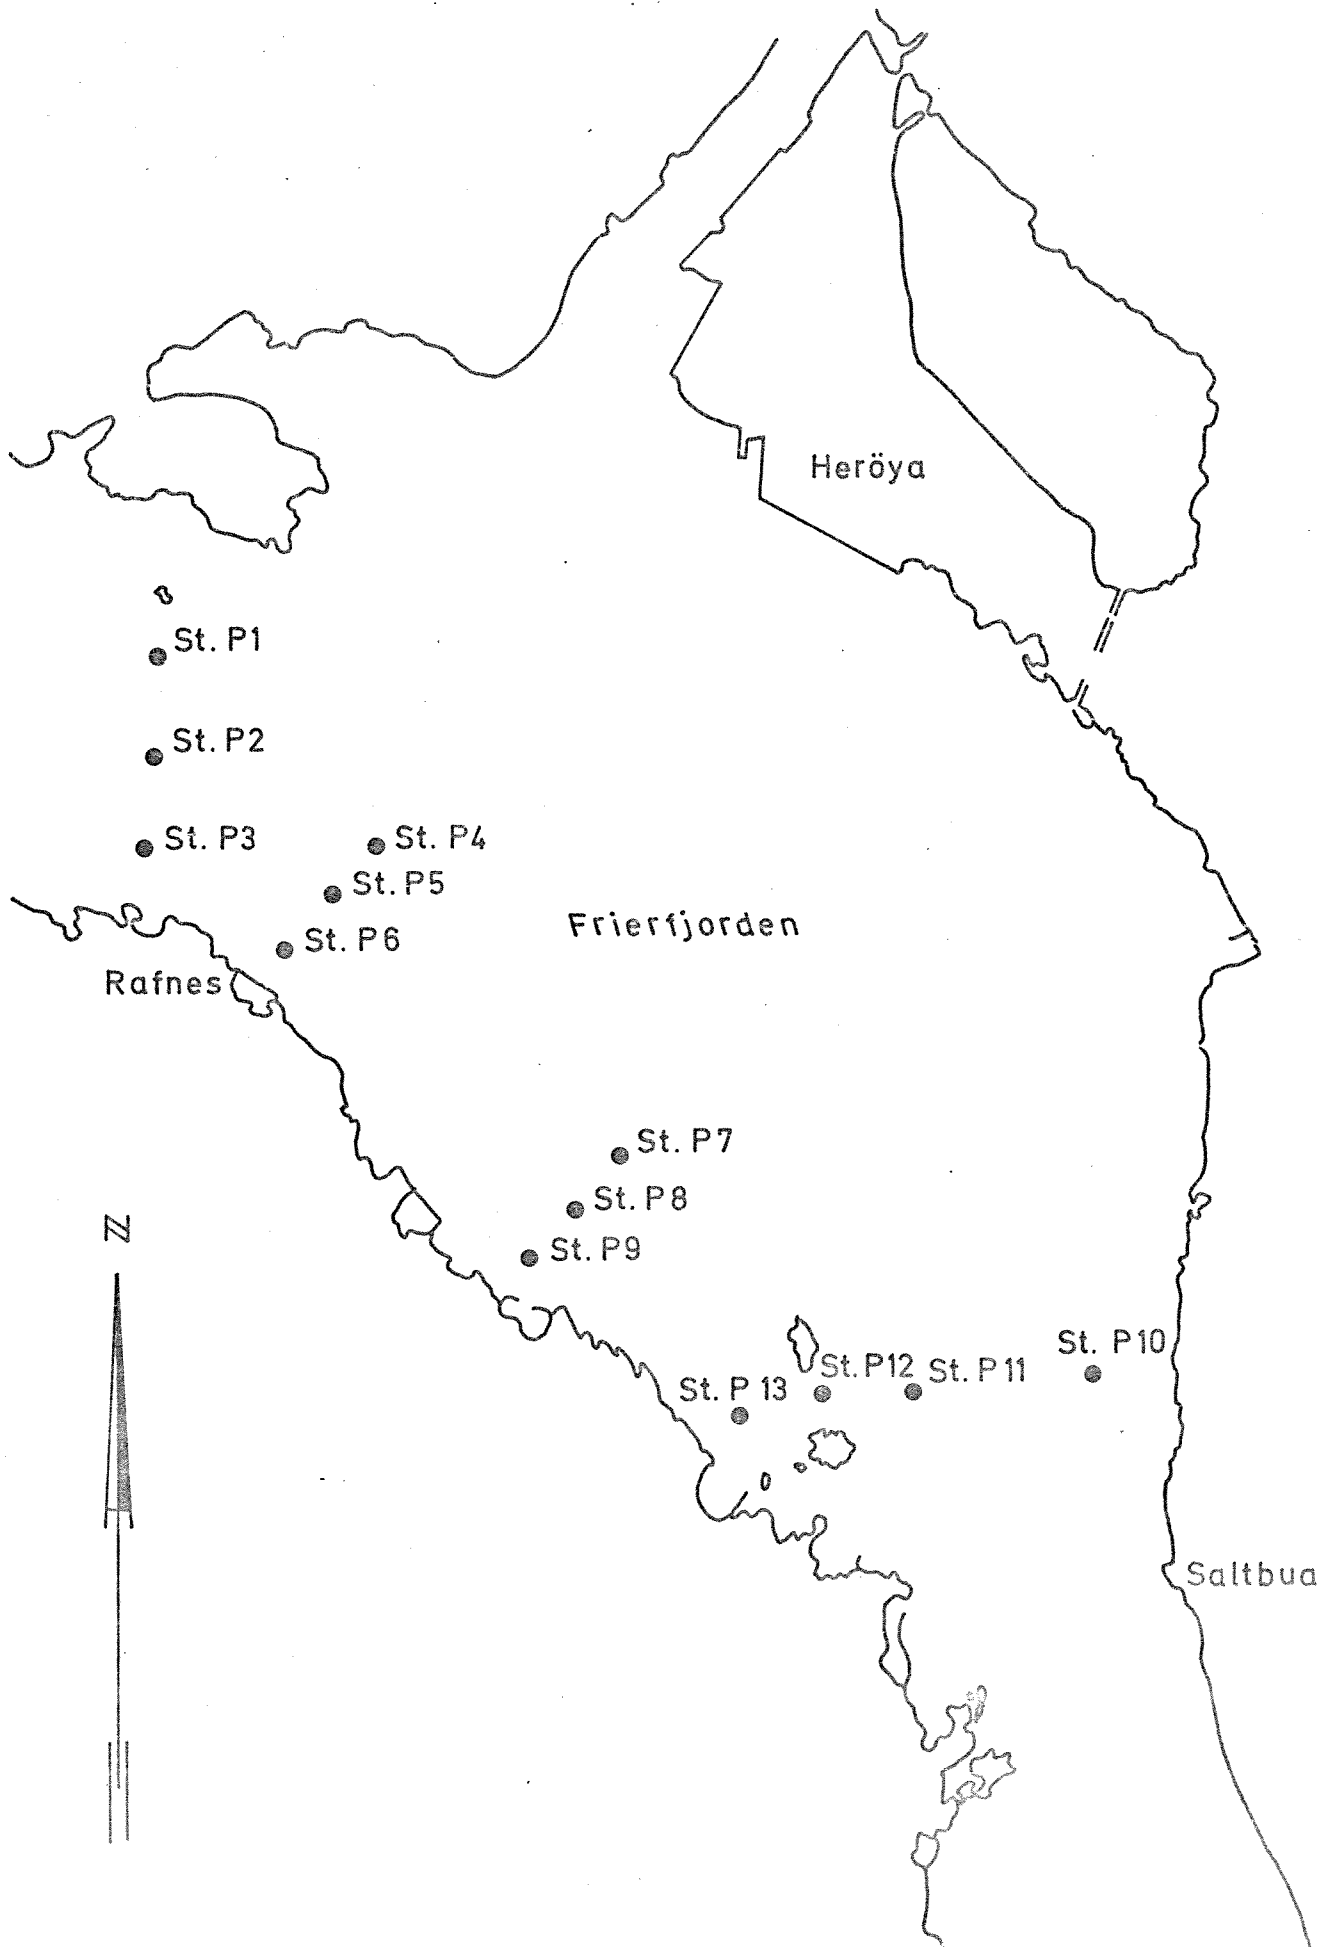 Heröya
St. P1
St. P2
St. P3
St. P4
St. P5
St. P6
Frierfjorden
Rafnes
St. P7
St. P8
St. P9
N
St. P10
St. P12
St. P11
St. P 13
Saltbua